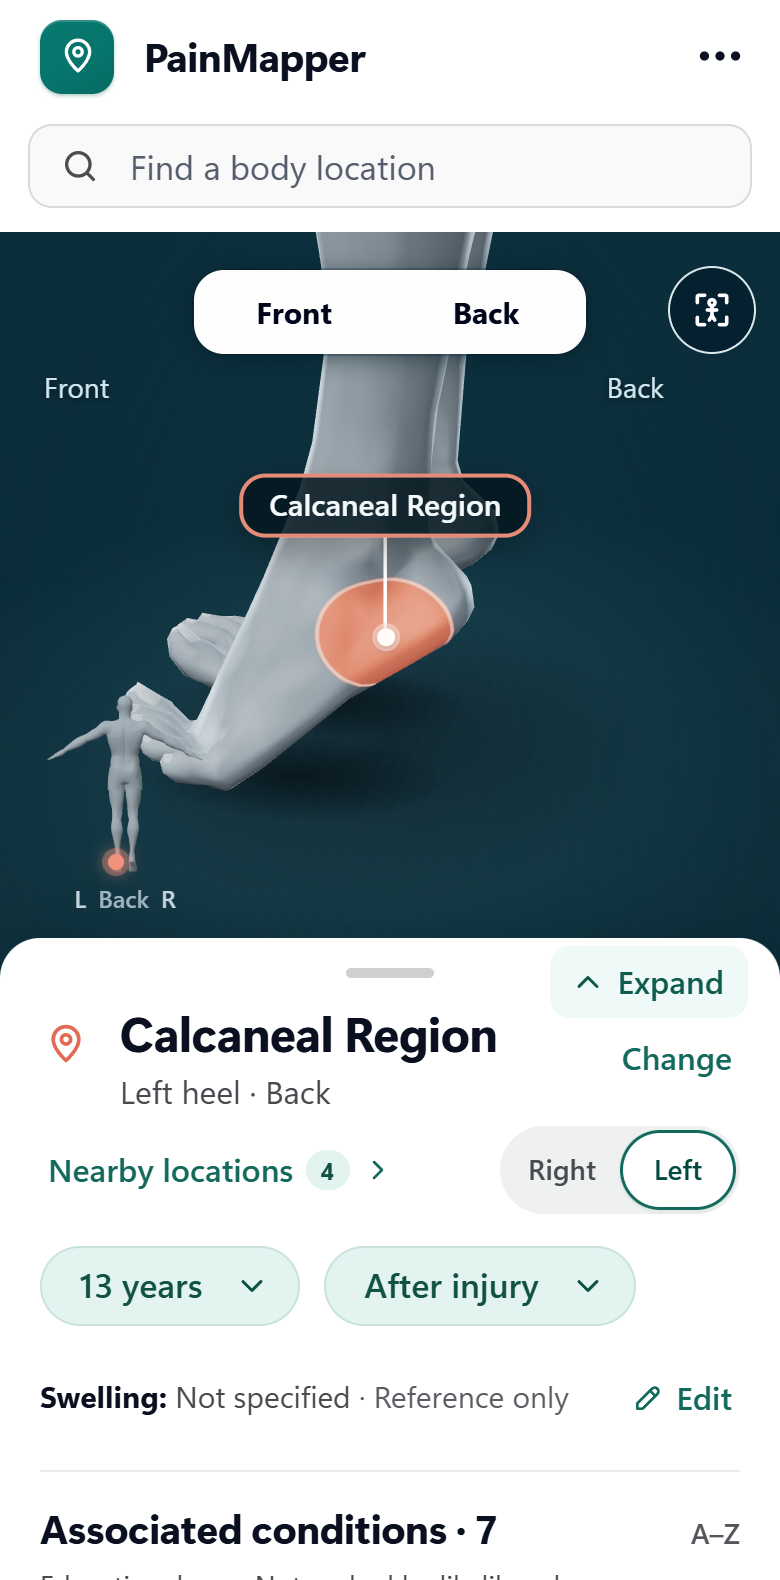 PainMapper
Find a body location
Front Back
Front Back
Calcaneal Region
L Back R
Expand
Calcaneal Region
Change
Left heel · Back
Nearby locations 4
Right Left
13 years After injury
Swelling: Not specified · Reference only Edit
Associated conditions · 7 A–Z